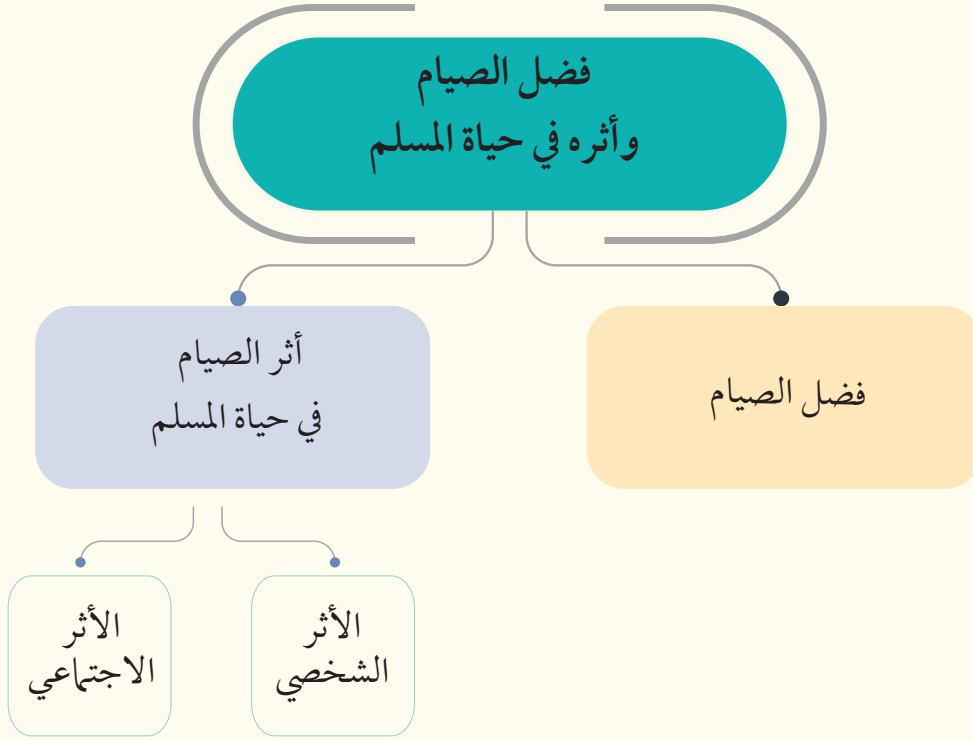 فضل الصيام
وأثره في حياة المسلم
فضل الصيام
أثر الصيام
في حياة المسلم
الأثر
الشخصي
الأثر
الاجتماعي